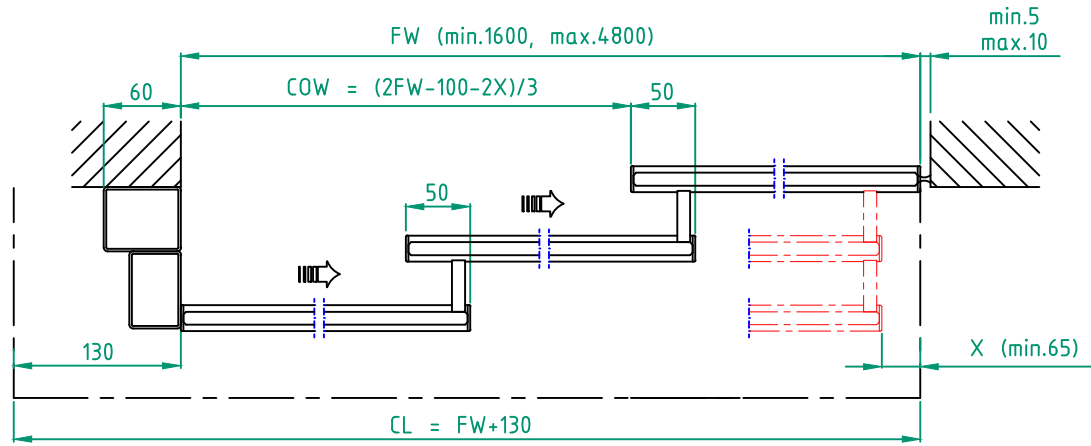 FW (min.1600, max.4800)
min.5
max.10
60
COW = (2FW-100-2X)/3
50
50
130
X (min.65)
CL = FW+130